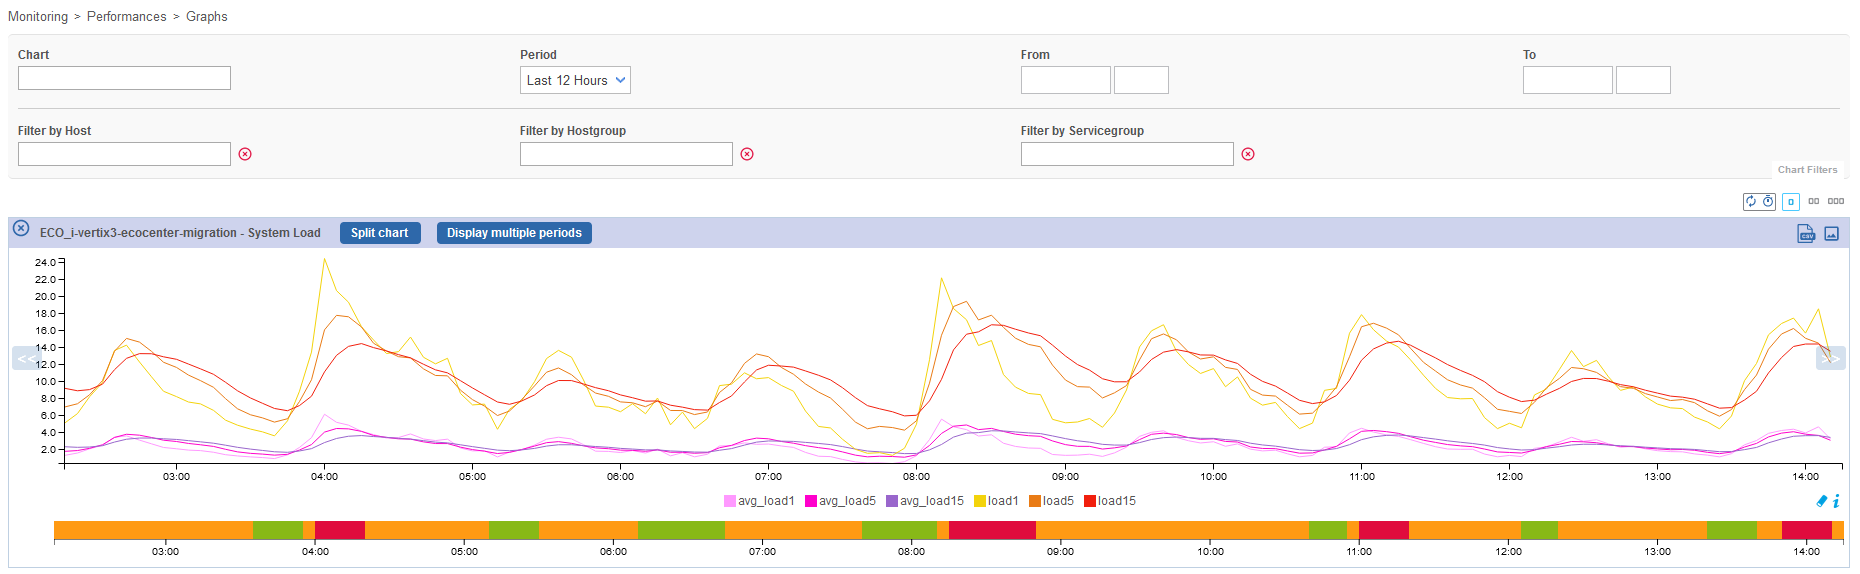 Monitoring > Performances > Graphs
Chart Period From To
Last 12 Hours
Filter by Host Filter by Hostgroup Filter by Servicegroup
Chart Filters
ECO_i-vertix3-ecocenter-migration - System Load Split chart Display multiple periods
CSV
24.0
22.0
20.0
18.0
16.0
14.0
12.0
10.0
8.0
6.0
4.0
2.0
<<
>>
03:00 04:00 05:00 06:00 07:00 08:00 09:00 10:00 11:00 12:00 13:00 14:00
avg_load1 avg_load5 avg_load15 load1 load5 load15
i
03:00 04:00 05:00 06:00 07:00 08:00 09:00 10:00 11:00 12:00 13:00 14:00